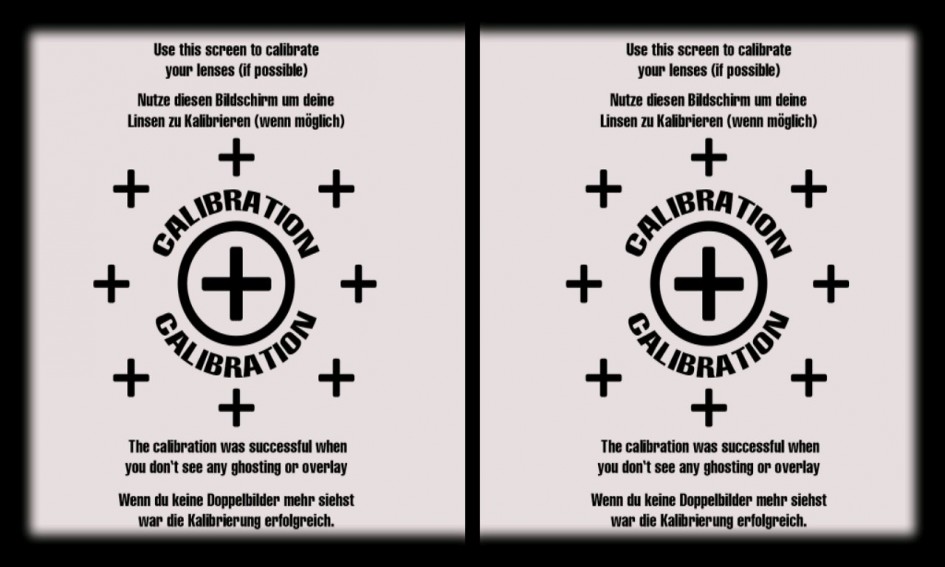 Use this screen to calibrate
your lenses (if possible)
Nutze diesen Bildschirm um deine
Linsen zu Kalibrieren (wenn möglich)
CALIBRATION
CALIBRATION
The calibration was successful when
you don't see any ghosting or overlay
Wenn du keine Doppelbilder mehr siehst
war die Kalibrierung erfolgreich.
Use this screen to calibrate
your lenses (if possible)
Nutze diesen Bildschirm um deine
Linsen zu Kalibrieren (wenn möglich)
CALIBRATION
CALIBRATION
The calibration was successful when
you don't see any ghosting or overlay
Wenn du keine Doppelbilder mehr siehst
war die Kalibrierung erfolgreich.